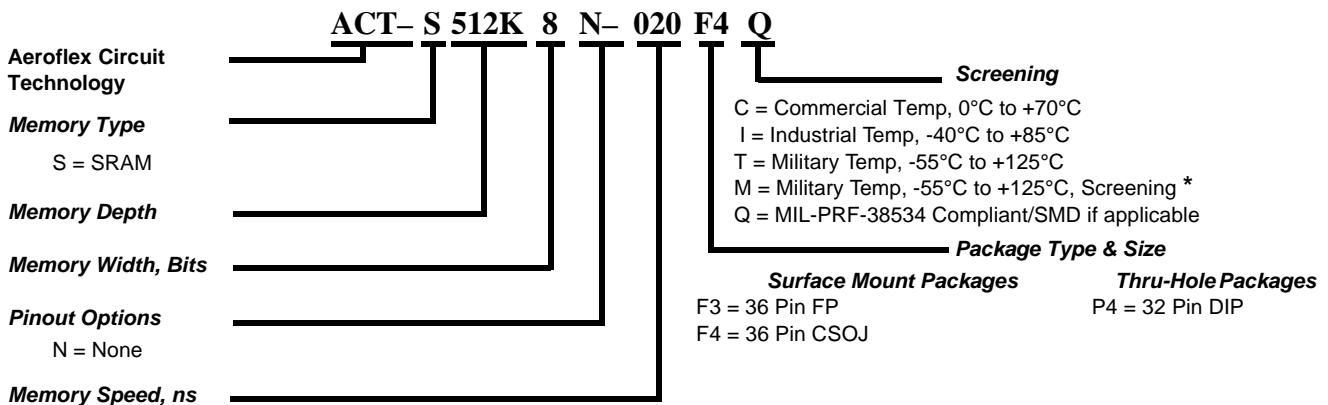 ACT– S 512K 8 N– 020 F4 Q
Aeroflex Circuit
Technology
Memory Type
S = SRAM
Memory Depth
Memory Width, Bits
Pinout Options
N = None
Memory Speed, ns
Screening
C = Commercial Temp, 0°C to +70°C
I = Industrial Temp, -40°C to +85°C
T = Military Temp, -55°C to +125°C
M = Military Temp, -55°C to +125°C, Screening *
Q = MIL-PRF-38534 Compliant/SMD if applicable
Package Type & Size
Surface Mount Packages
F3 = 36 Pin FP
F4 = 36 Pin CSOJ
Thru-Hole Packages
P4 = 32 Pin DIP